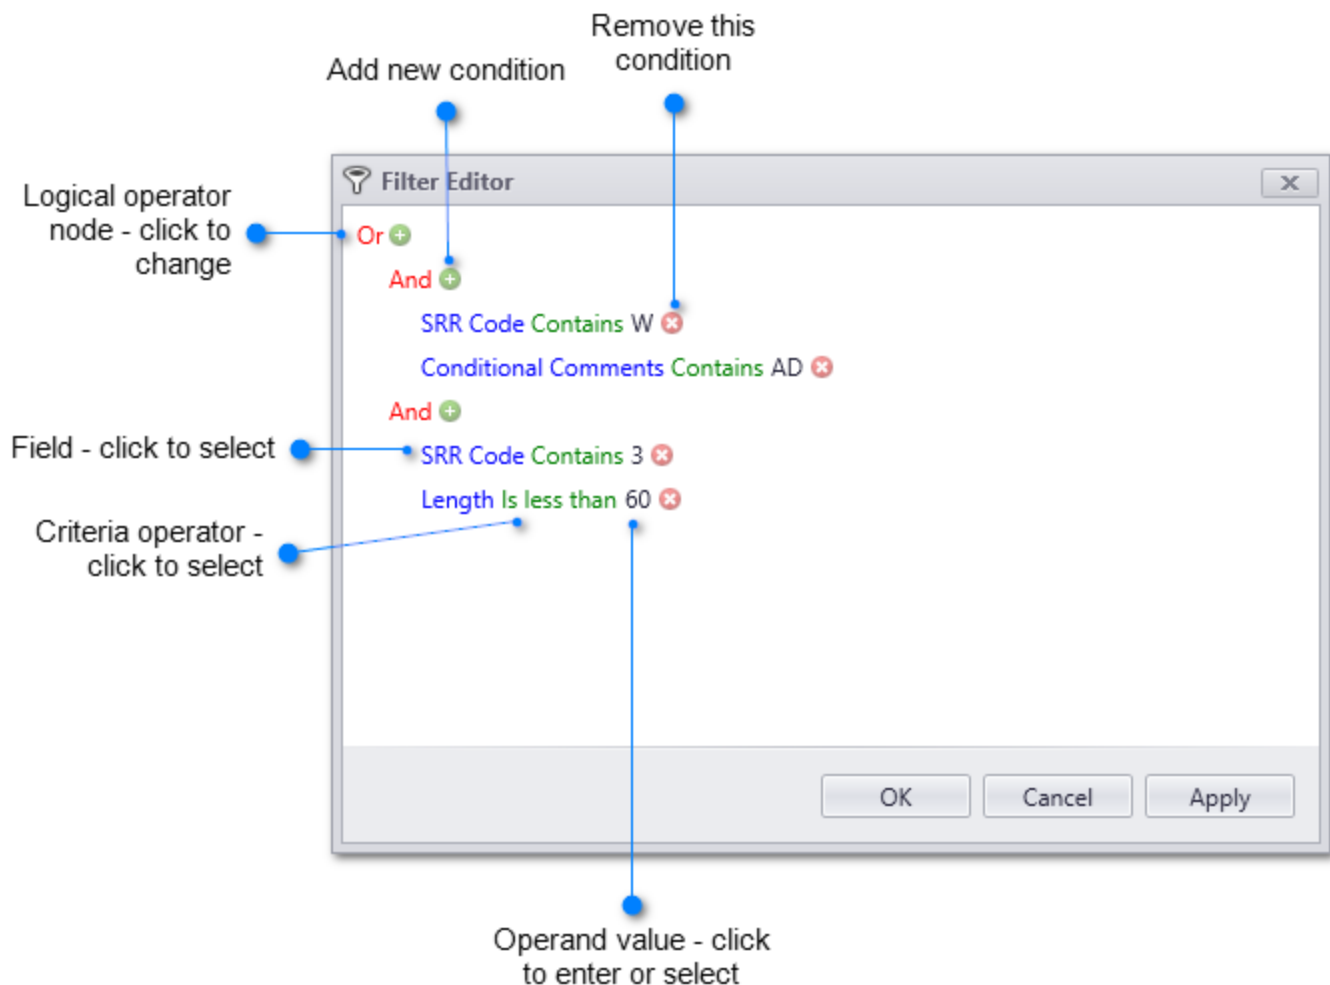 Remove this
condition
Add new condition
Filter Editor
Logical operator
node - click to
change
Or
And
SRR Code Contains W
Conditional Comments Contains AD
And
Field - click to select
SRR Code Contains 3
Length Is less than 60
Criteria operator -
click to select
OK Cancel Apply
Operand value - click
to enter or select